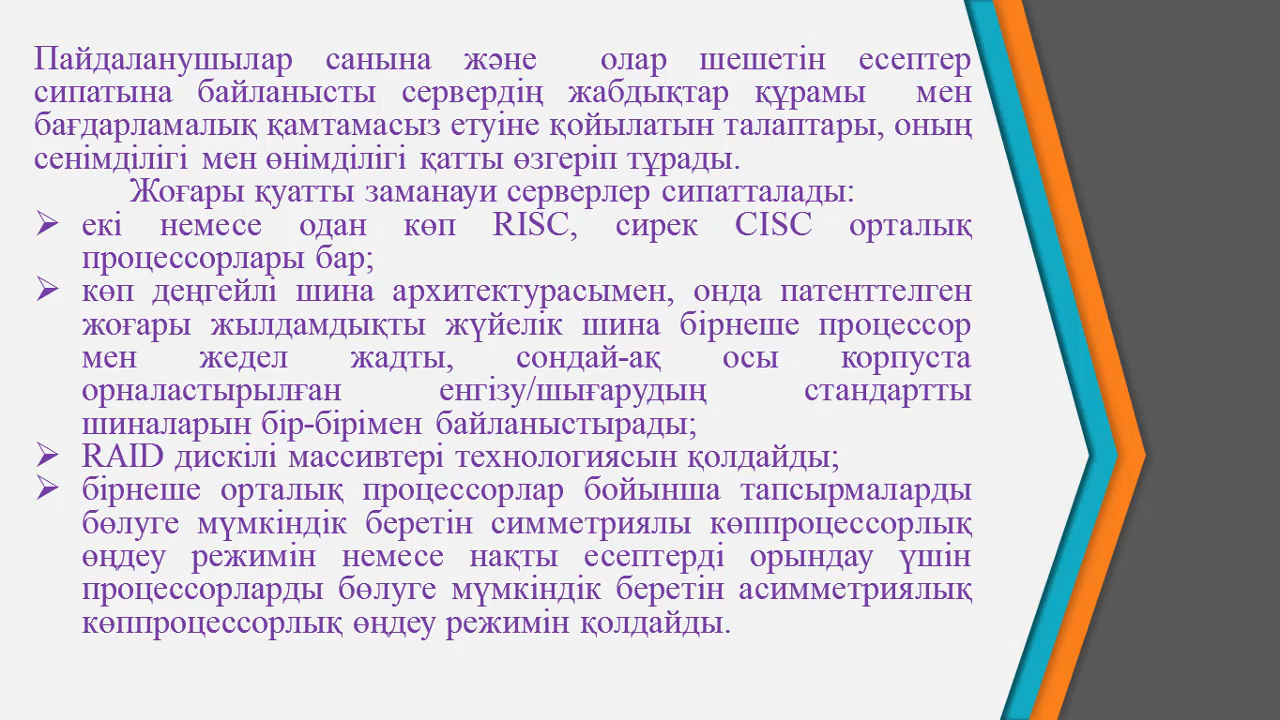 Пайдаланушылар санына және олар шешетін есептер
сипатына байланысты сервердің жабдықтар құрамы мен
бағдарламалық қамтамасыз етуіне қойылатын талаптары, оның
сенімділігі мен өнімділігі қатты өзгеріп тұрады.
Жоғары қуатты заманауи серверлер сипатталады:
➢ екі немесе одан көп RISC, сирек CISC орталық
процессорлары бар;
➢ көп деңгейлі шина архитектурасымен, онда патенттелген
жоғары жылдамдықты жүйелік шина бірнеше процессор
мен жедел жадты, сондай-ақ осы корпуста
орналастырылған енгізу/шығарудың стандартты
шиналарын бір-бірімен байланыстырады;
➢ RAID дискілі массивтері технологиясын қолдайды;
➢ бірнеше орталық процессорлар бойынша тапсырмаларды
бөлуге мүмкіндік беретін симметриялы көппроцессорлық
өңдеу режимін немесе нақты есептерді орындау үшін
процессорларды бөлуге мүмкіндік беретін асимметриялық
көппроцессорлық өңдеу режимін қолдайды.